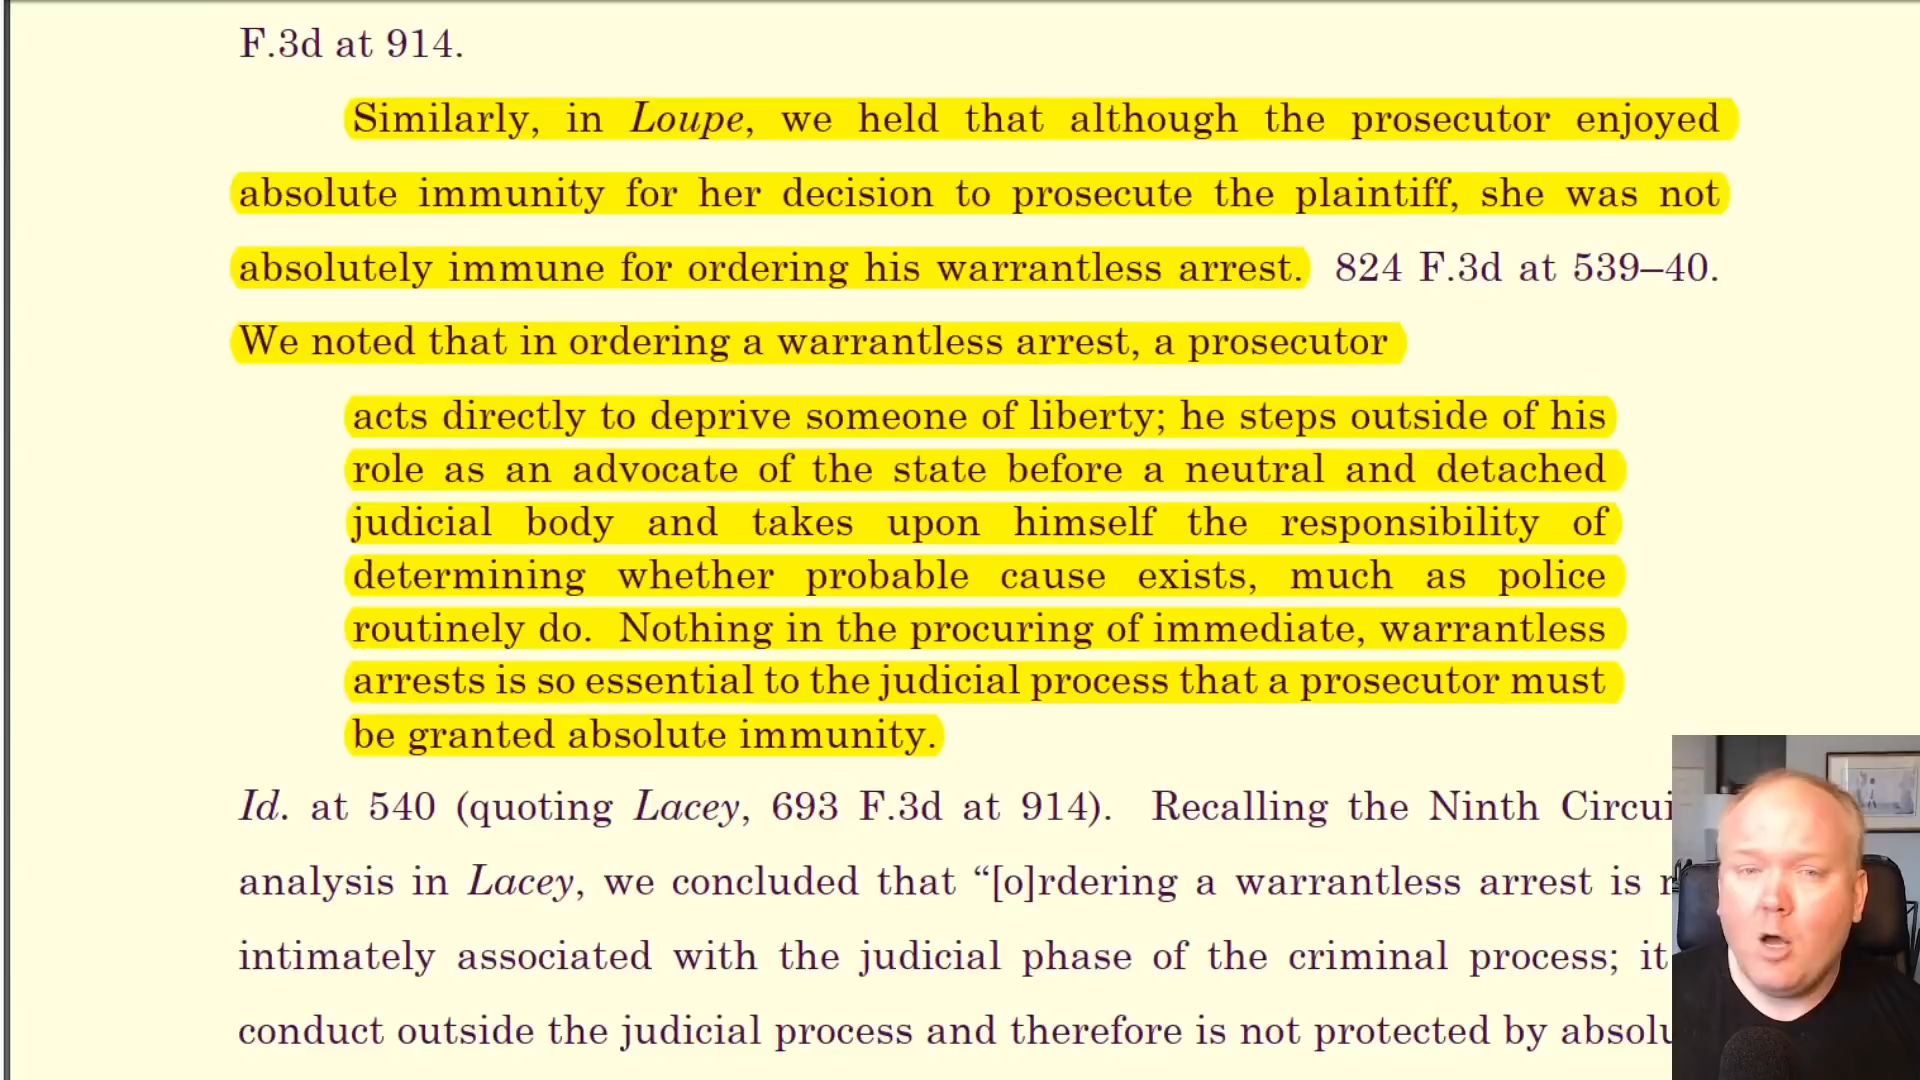 F.3d at 914.
Similarly, in Loupe, we held that although the prosecutor enjoyed
absolute immunity for her decision to prosecute the plaintiff, she was not
absolutely immune for ordering his warrantless arrest. 824 F.3d at 539–40.
We noted that in ordering a warrantless arrest, a prosecutor
acts directly to deprive someone of liberty; he steps outside of his
role as an advocate of the state before a neutral and detached
judicial body and takes upon himself the responsibility of
determining whether probable cause exists, much as police
routinely do. Nothing in the procuring of immediate, warrantless
arrests is so essential to the judicial process that a prosecutor must
be granted absolute immunity.
Id. at 540 (quoting Lacey, 693 F.3d at 914). Recalling the Ninth
analysis in Lacey, we concluded that “[o]rdering a warrantless arrest is
intimately associated with the judicial phase of the criminal process; it
conduct outside the judicial process and therefore is not protected by